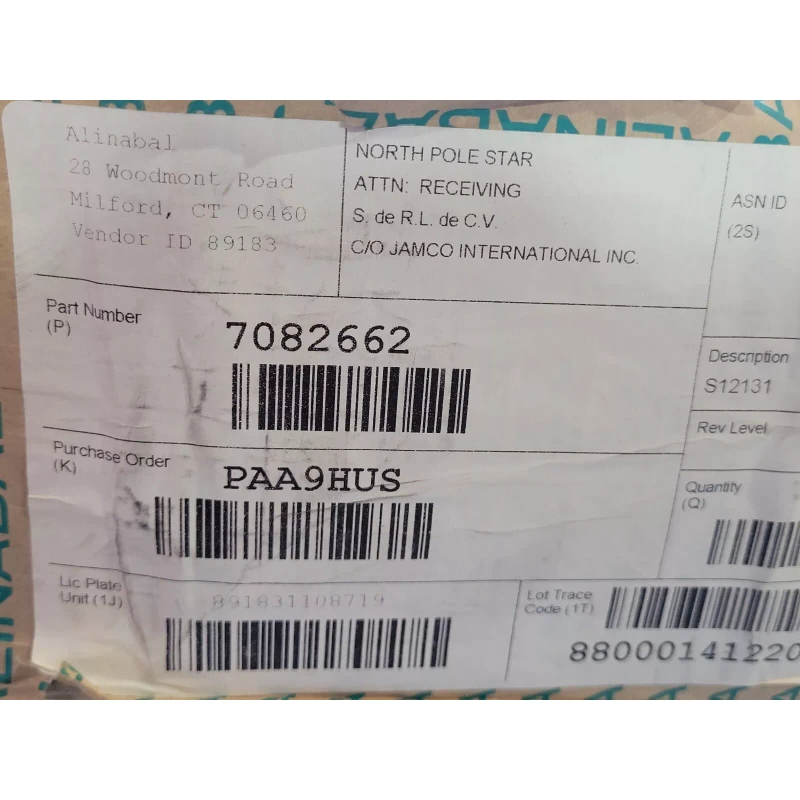 ALINABAL
Alinabal
28 Woodmont Road
Milford, CT 06460
Vendor ID 89183
NORTH POLE STAR
ATTN: RECEIVING
S. de R.L. de C.V.
C/O JAMCO INTERNATIONAL INC.
ASN ID
(2S)
Part Number
(P)
7082662
Description
S12131
Rev Level
Purchase Order
(K)
PAA9HUS
Quantity
(Q)
Lic Plate
Unit (1J)
891831108719
Lot Trace
Code (1T)
88000141220